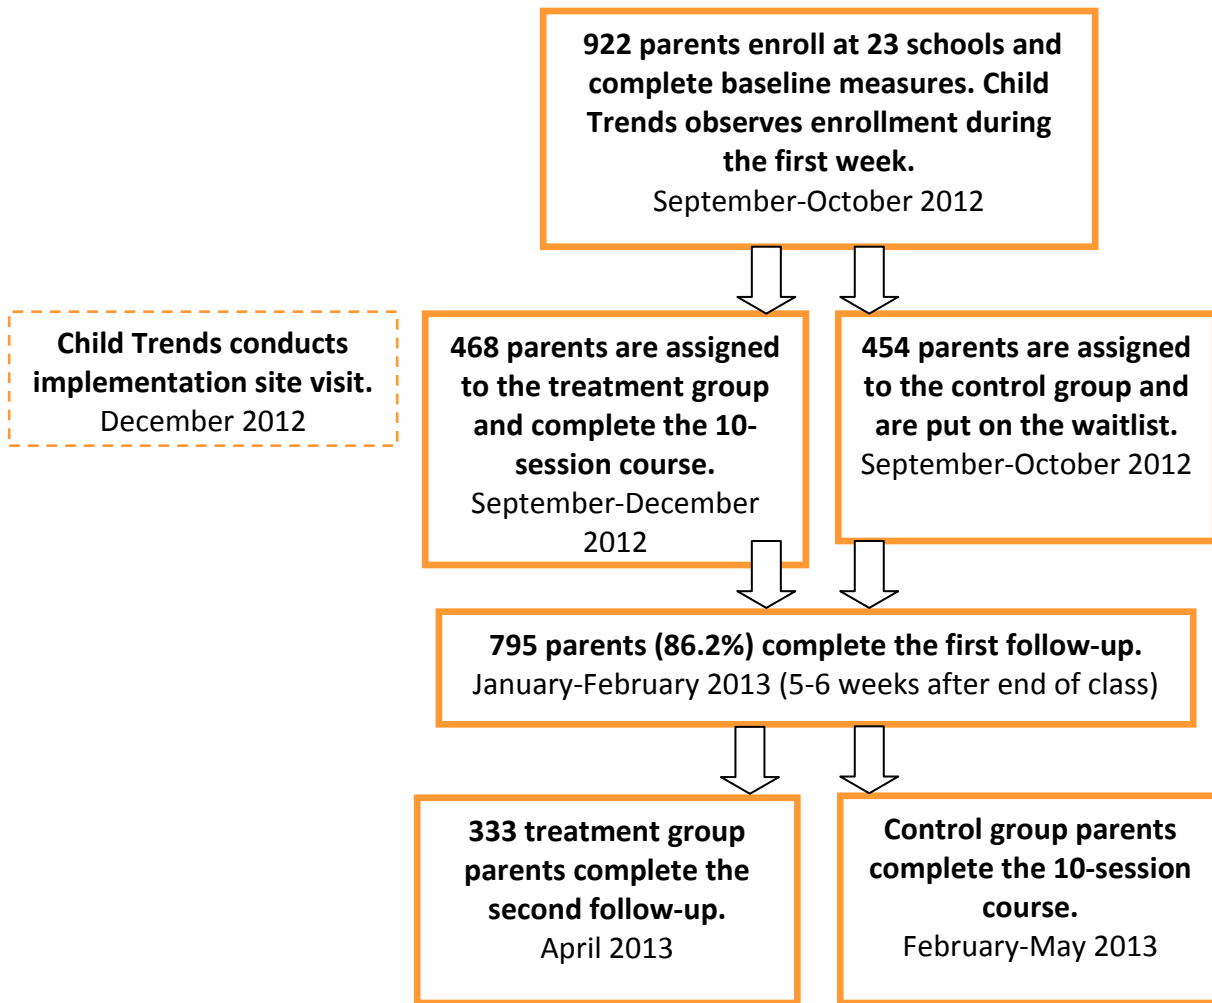 922 parents enroll at 23 schools and
complete baseline measures. Child
Trends observes enrollment during
the first week.
September-October 2012
Child Trends conducts
implementation site visit.
December 2012
468 parents are assigned
to the treatment group
and complete the 10-
session course.
September-December
2012
454 parents are assigned
to the control group and
are put on the waitlist.
September-October 2012
795 parents (86.2%) complete the first follow-up.
January-February 2013 (5-6 weeks after end of class)
333 treatment group
parents complete the
second follow-up.
April 2013
Control group parents
complete the 10-session
course.
February-May 2013